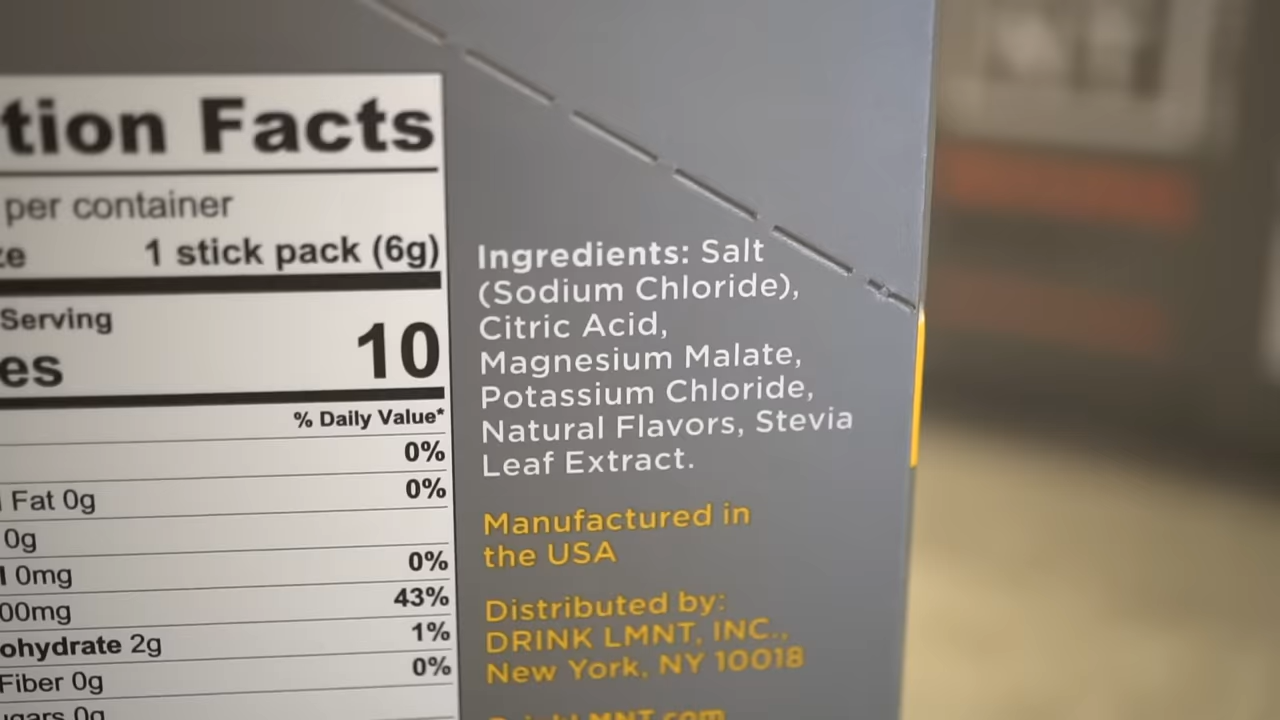 tion Facts
per container
ze 1 stick pack (6g)
Serving
es 10
% Daily Value*
0%
Fat 0g 0%
0g
l 0mg 0%
00mg 43%
ohydrate 2g 1%
Fiber 0g 0%
ugars 0g
Ingredients: Salt
(Sodium Chloride),
Citric Acid,
Magnesium Malate,
Potassium Chloride,
Natural Flavors, Stevia
Leaf Extract.
Manufactured in
the USA
Distributed by:
DRINK LMNT, INC.,
New York, NY 10018
DrinkLMNT.com